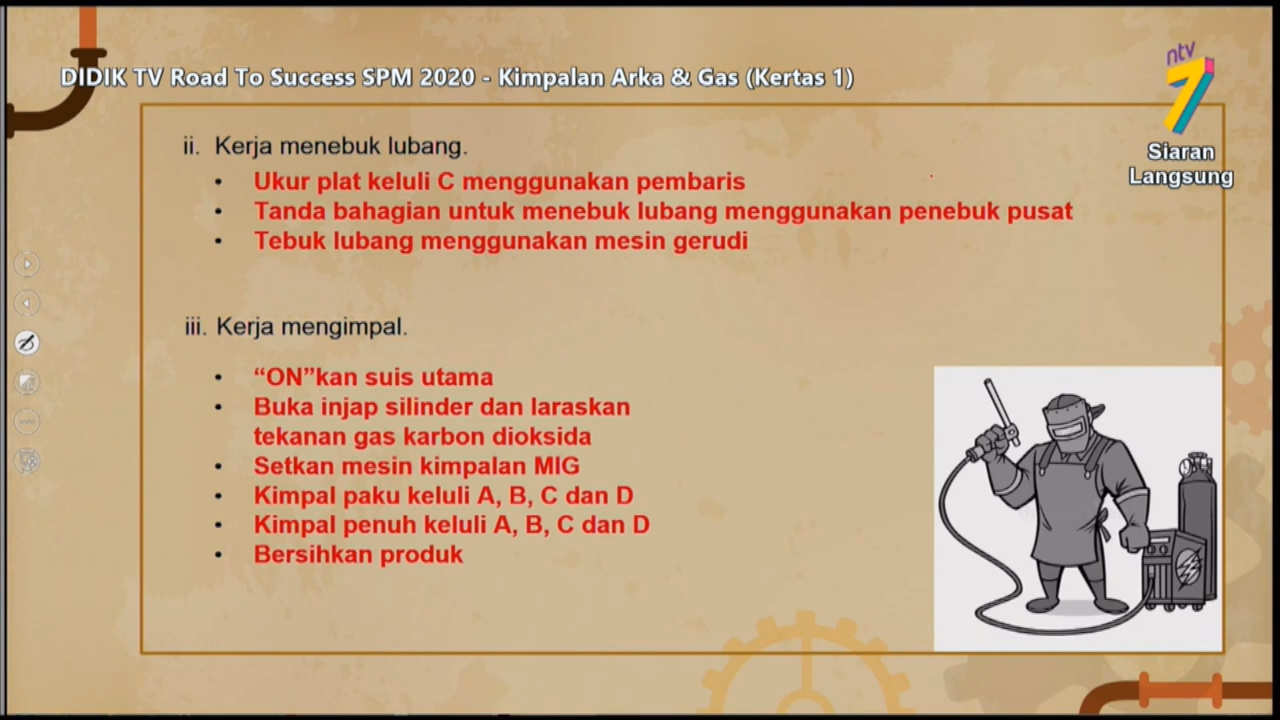 DIDIK TV Road To Success SPM 2020 - Kimpalan Arka & Gas (Kertas 1)
ntv
7
Siaran
Langsung
ii. Kerja menebuk lubang.
• Ukur plat keluli C menggunakan pembaris
• Tanda bahagian untuk menebuk lubang menggunakan penebuk pusat
• Tebuk lubang menggunakan mesin gerudi
iii. Kerja mengimpal.
• “ON”kan suis utama
• Buka injap silinder dan laraskan
tekanan gas karbon dioksida
• Setkan mesin kimpalan MIG
• Kimpal paku keluli A, B, C dan D
• Kimpal penuh keluli A, B, C dan D
• Bersihkan produk